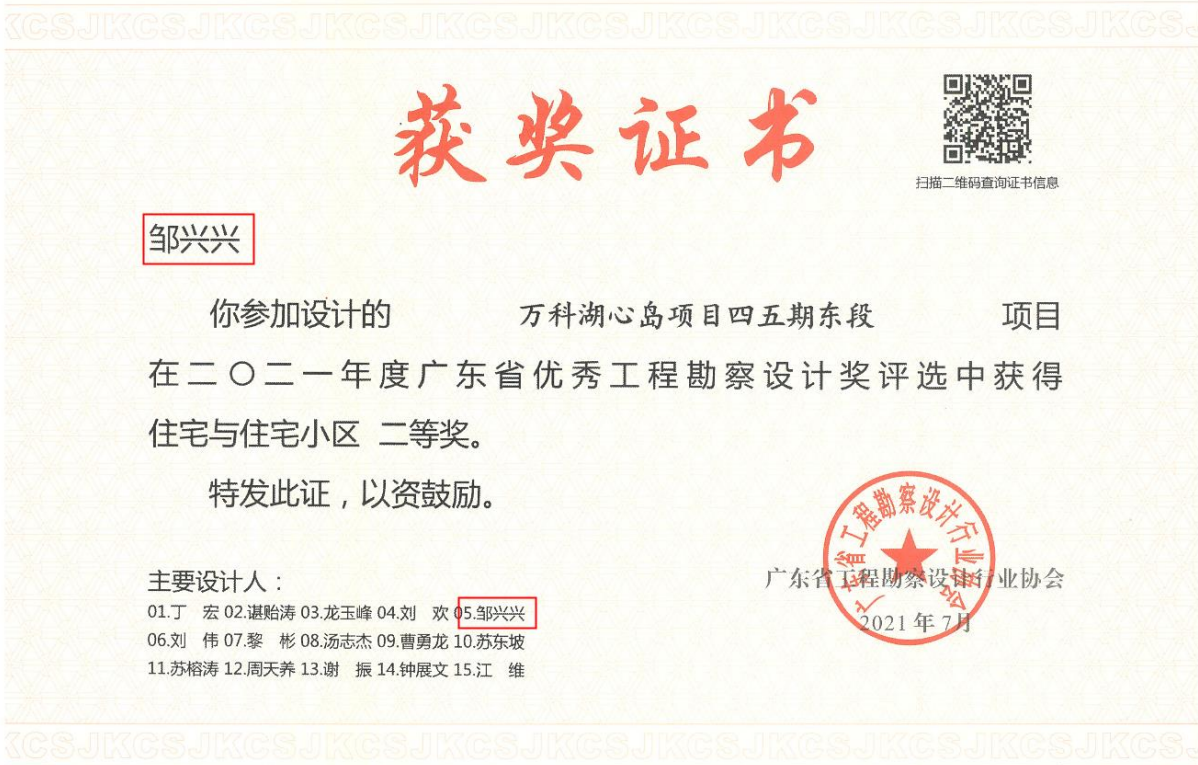 JKCSJKCSJKCSJKCSJKCSJKCSJKCSJKCSJKCS
获奖证书
扫描二维码查询证书信息
邹兴兴
你参加设计的 万科湖心岛项目四五期东段 项目
在二〇二一年度广东省优秀工程勘察设计奖评选中获得
住宅与住宅小区 二等奖。
特发此证，以资鼓励。
广东省工程勘察设计行业协会
广东省工程勘察设计行业协会
2021 年 7月
主要设计人：
01.丁 宏 02.谌贻涛 03.龙玉峰 04.刘 欢 05.邹兴兴
06.刘 伟 07.黎 彬 08.汤志杰 09.曹勇龙 10.苏东坡
11.苏榕涛 12.周天养 13.谢 振 14.钟展文 15.江 维
JKCSJKCSJKCSJKCSJKCSJKCSJKCSJKCSJKCS